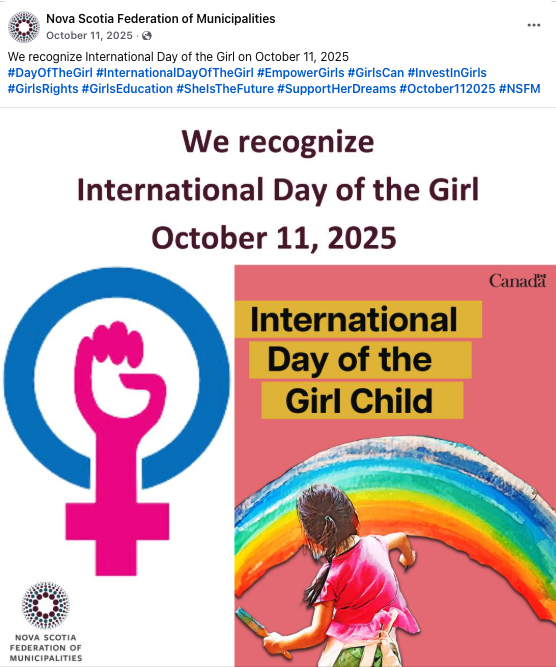 Nova Scotia Federation of Municipalities
October 11, 2025 ·
We recognize International Day of the Girl on October 11, 2025
#DayOfTheGirl #InternationalDayOfTheGirl #EmpowerGirls #GirlsCan #InvestInGirls
#GirlsRights #GirlsEducation #SheIsTheFuture #SupportHerDreams #October112025 #NSFM
We recognize
International Day of the Girl
October 11, 2025
Canada
International
Day of the
Girl Child
NOVA SCOTIA
FEDERATION OF
MUNICIPALITIES